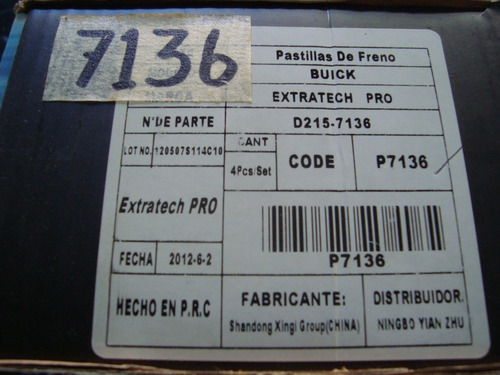 7136
Pastillas De Freno
BUICK
EXTRATECH PRO
N°DE PARTE
D215-7136
LOT NO.
120507S114C10
CANT
4Pcs/Set
CODE
P7136
Extratech PRO
P7136
FECHA
2012-6-2
HECHO EN P.R.C
FABRICANTE:
Shandong Xingi Group(CHINA)
DISTRIBUIDOR
NINGBO YIAN ZHU